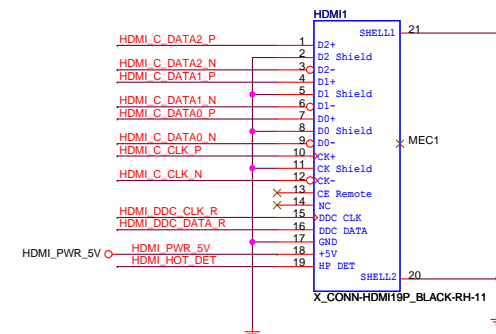 HDMI1
SHELL1 21
HDMI_C_DATA2_P 1 D2+
2 D2 Shield
HDMI_C_DATA2_N 3 D2-
HDMI_C_DATA1_P 4 D1+
5 D1 Shield
HDMI_C_DATA1_N 6 D1-
HDMI_C_DATA0_P 7 D0+
8 D0 Shield
HDMI_C_DATA0_N 9 D0- MEC1
HDMI_C_CLK_P 10 CK+
11 CK Shield
HDMI_C_CLK_N 12 CK-
13 CE Remote
14 NC
HDMI_DDC_CLK_R 15 DDC CLK
HDMI_DDC_DATA_R 16 DDC DATA
17 GND
HDMI_PWR_5V HDMI_PWR_5V 18 +5V
HDMI_HOT_DET 19 HP DET
SHELL2 20
X_CONN-HDMI19P_BLACK-RH-11